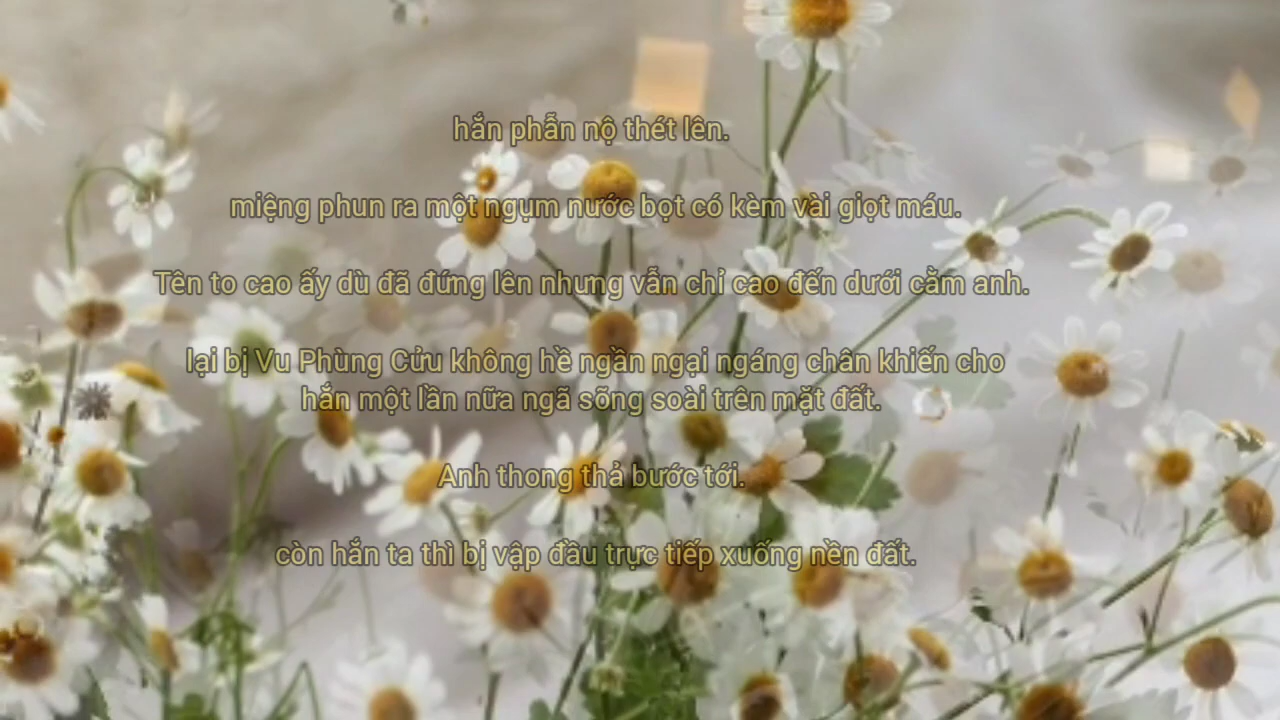 hắn phẫn nộ thét lên.
miệng phun ra một ngụm nước bọt có kèm vài giọt máu.
Tên to cao ấy dù đã đứng lên nhưng vẫn chỉ cao đến dưới cằm anh.
lại bị Vu Phùng Cửu không hề ngần ngại ngáng chân khiến cho
hắn một lần nữa ngã sõng soài trên mặt đất.
Anh thong thả bước tới.
còn hắn ta thì bị vập đầu trực tiếp xuống nền đất.